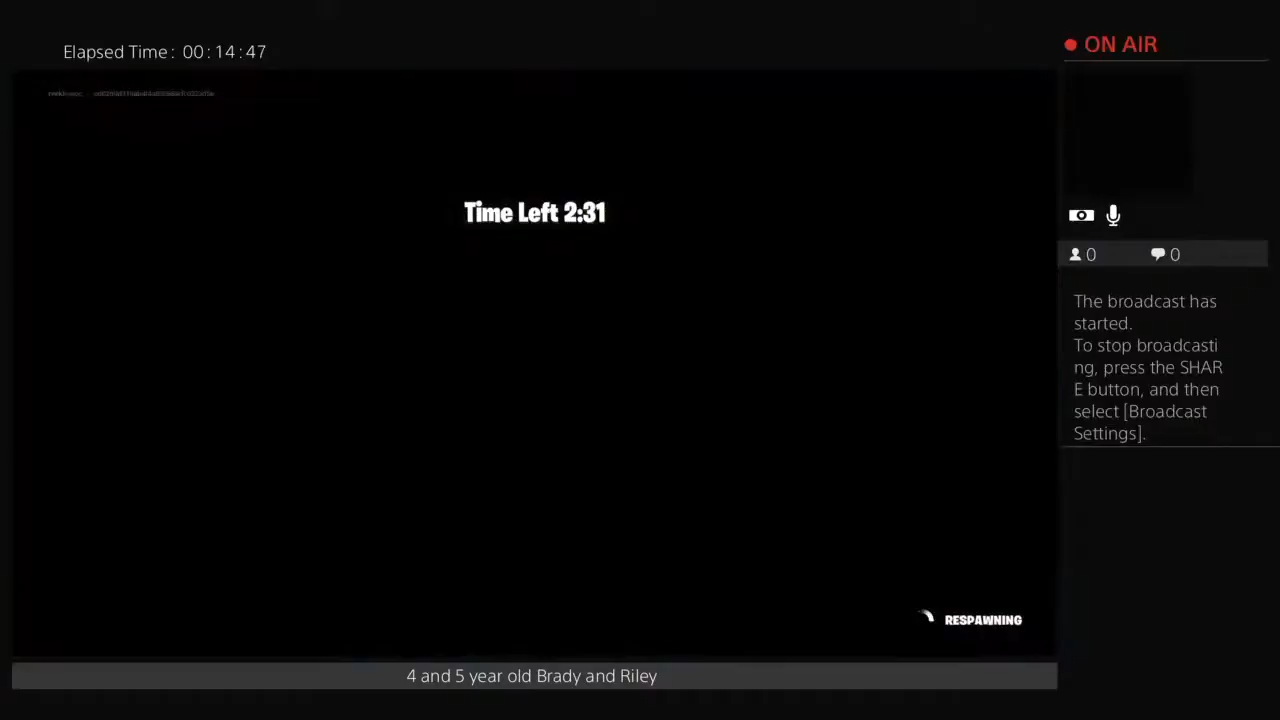 Elapsed Time: 00:14:47
ON AIR
Time Left 2:31
0 0
The broadcast has
started.
To stop broadcasti
ng, press the SHAR
E button, and then
select [Broadcast
Settings].
RESPAWNING
4 and 5 year old Brady and Riley